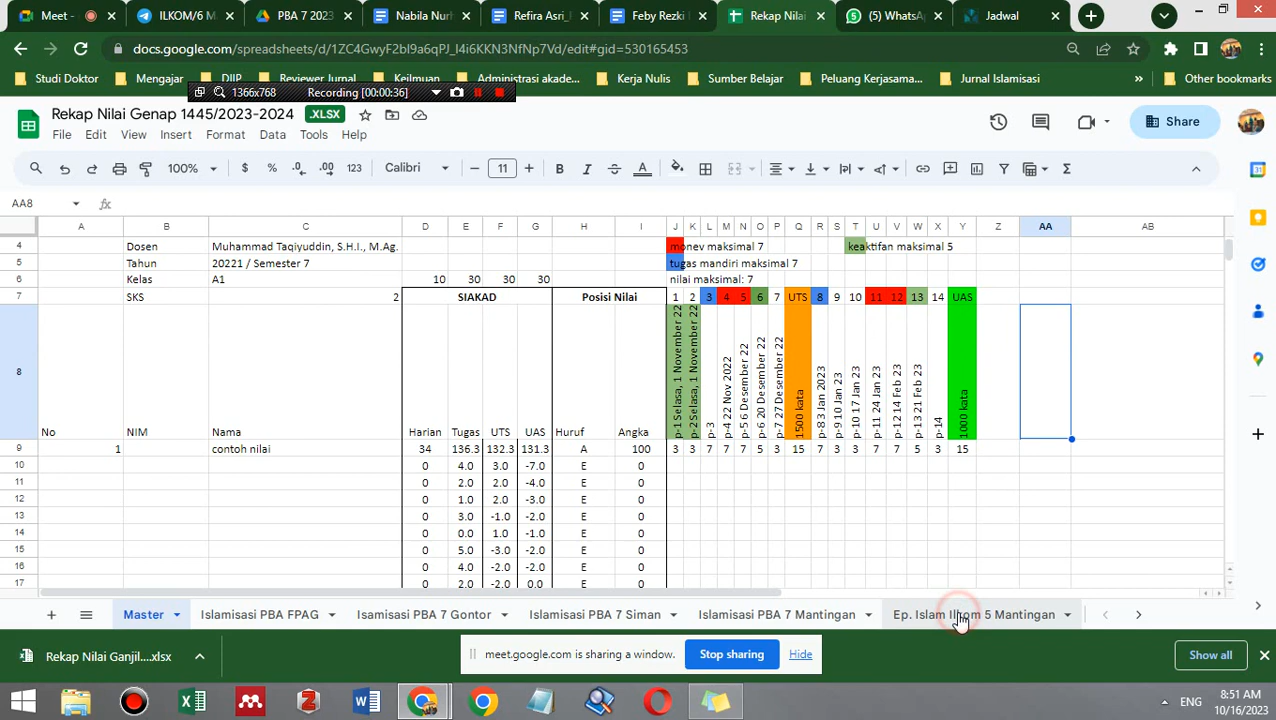 Meet -
ILKOM/6 M
PBA 7 2023
Nabila Nur
Refira Asri_
Feby Rezki
Rekap Nilai
(5) WhatsA
Jadwal
docs.google.com/spreadsheets/d/1ZC4GwyF2bI9a6qPJ_I4i6KKN3NfNp7Vd/edit#gid=530165453
Studi Doktor
Mengajar
DIIP
Reviewer Jurnal
Keilmuan
Administrasi akade...
Kerja Nulis
Sumber Belajar
Peluang Kerjasama...
Jurnal Islamisasi
»
Other bookmarks
1366x768 Recording [00:00:36]
Rekap Nilai Genap 1445/2023-2024 .XLSX
File Edit View Insert Format Data Tools Help
Share
100% $ % .0 .00 123 Calibri 11 B I S A
AA8 fx
A B C D E F G H I J K L M N O P Q R S T U V W X Y Z AA AB
4 Dosen Muhammad Taqiyuddin, S.H.I., M.Ag. monev maksimal 7 keaktifan maksimal 5
5 Tahun 20221 / Semester 7 tugas mandiri maksimal 7
6 Kelas A1 10 30 30 30 nilai maksimal: 7
7 SKS 2 SIAKAD Posisi Nilai 1 2 3 4 5 6 7 UTS 8 9 10 11 12 13 14 UAS
8 No NIM Nama Harian Tugas UTS UAS Huruf Angka
p-1 Selasa, 1 November 22
p-2 Selasa, 1 November 22
p-3
p-4 22 Nov 2022
p-5 6 Desember 22
p-6 20 Desember 22
p-7 27 Desember 22
1500 kata
p-8 3 Jan 2023
p-9 10 Jan 23
p-10 17 Jan 23
p-11 24 Jan 23
p-12 14 Feb 23
p-13 21 Feb 23
p-14
1000 kata
9 1 contoh nilai 34 136.3 132.3 131.3 A 100 3 3 7 7 7 5 3 15 7 3 3 7 7 5 3 15
10 0 4.0 3.0 -7.0 E 0
11 0 2.0 2.0 -4.0 E 0
12 0 1.0 2.0 -3.0 E 0
13 0 3.0 -1.0 -2.0 E 0
14 0 0.0 1.0 -1.0 E 0
15 0 5.0 -3.0 -2.0 E 0
16 0 4.0 -2.0 -2.0 E 0
17 0 2.0 -2.0 0.0 E 0
Master
Islamisasi PBA FPAG
Isamisasi PBA 7 Gontor
Islamisasi PBA 7 Siman
Islamisasi PBA 7 Mantingan
Ep. Islam Ilkom 5 Mantingan
Rekap Nilai Ganjil....xlsx
meet.google.com is sharing a window.
Stop sharing
Hide
Show all
ENG
8:51 AM
10/16/2023